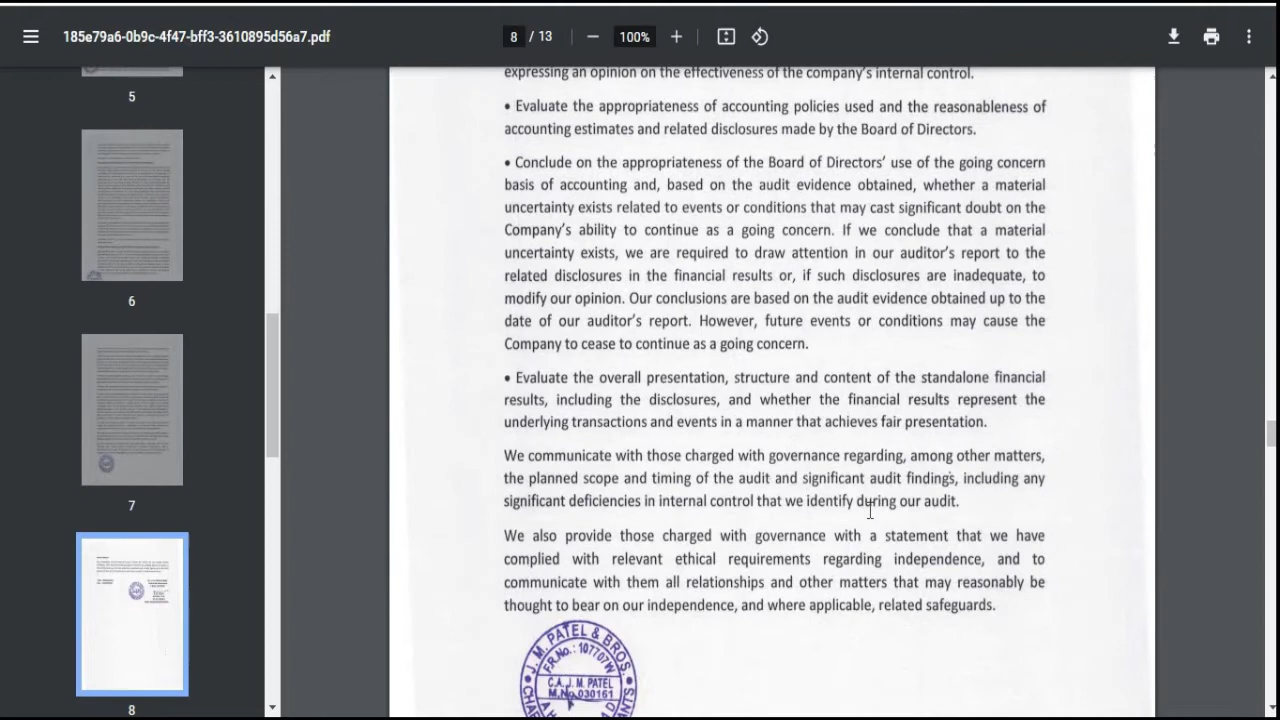 185e79a6-0b9c-4f47-bff3-3610895d56a7.pdf
8 / 13
100%
5
6
7
8
expressing an opinion on the effectiveness of the company's internal control.
• Evaluate the appropriateness of accounting policies used and the reasonableness of
accounting estimates and related disclosures made by the Board of Directors.
• Conclude on the appropriateness of the Board of Directors' use of the going concern
basis of accounting and, based on the audit evidence obtained, whether a material
uncertainty exists related to events or conditions that may cast significant doubt on the
Company's ability to continue as a going concern. If we conclude that a material
uncertainty exists, we are required to draw attention in our auditor's report to the
related disclosures in the financial results or, if such disclosures are inadequate, to
modify our opinion. Our conclusions are based on the audit evidence obtained up to the
date of our auditor's report. However, future events or conditions may cause the
Company to cease to continue as a going concern.
• Evaluate the overall presentation, structure and content of the standalone financial
results, including the disclosures, and whether the financial results represent the
underlying transactions and events in a manner that achieves fair presentation.
We communicate with those charged with governance regarding, among other matters,
the planned scope and timing of the audit and significant audit findings, including any
significant deficiencies in internal control that we identify during our audit.
We also provide those charged with governance with a statement that we have
complied with relevant ethical requirements regarding independence, and to
communicate with them all relationships and other matters that may reasonably be
thought to bear on our independence, and where applicable, related safeguards.
J. M. PATEL & BROS.
F.R.No.: 107707W
C.A.J. M. PATEL
M.No.030161